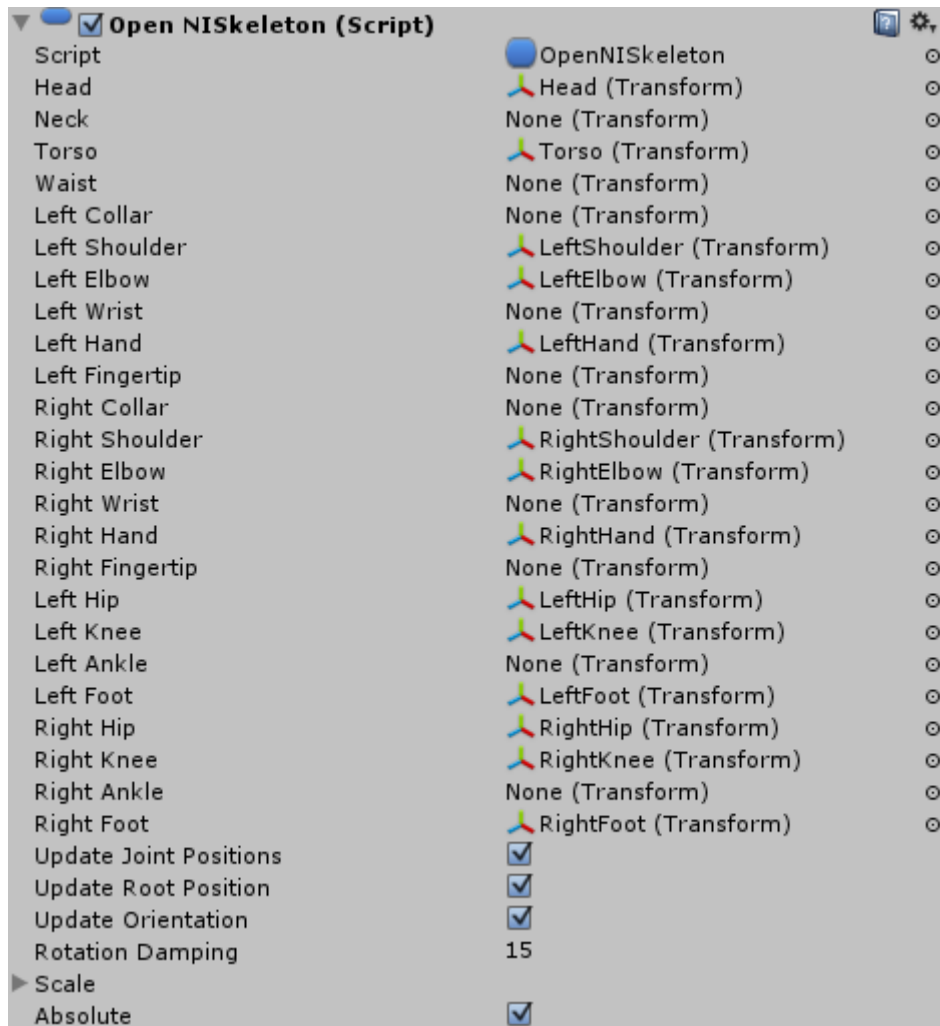 Open NISkeleton (Script)
Script OpenNISkeleton
Head Head (Transform)
Neck None (Transform)
Torso Torso (Transform)
Waist None (Transform)
Left Collar None (Transform)
Left Shoulder LeftShoulder (Transform)
Left Elbow LeftElbow (Transform)
Left Wrist None (Transform)
Left Hand LeftHand (Transform)
Left Fingertip None (Transform)
Right Collar None (Transform)
Right Shoulder RightShoulder (Transform)
Right Elbow RightElbow (Transform)
Right Wrist None (Transform)
Right Hand RightHand (Transform)
Right Fingertip None (Transform)
Left Hip LeftHip (Transform)
Left Knee LeftKnee (Transform)
Left Ankle None (Transform)
Left Foot LeftFoot (Transform)
Right Hip RightHip (Transform)
Right Knee RightKnee (Transform)
Right Ankle None (Transform)
Right Foot RightFoot (Transform)
Update Joint Positions
Update Root Position
Update Orientation
Rotation Damping 15
Scale
Absolute